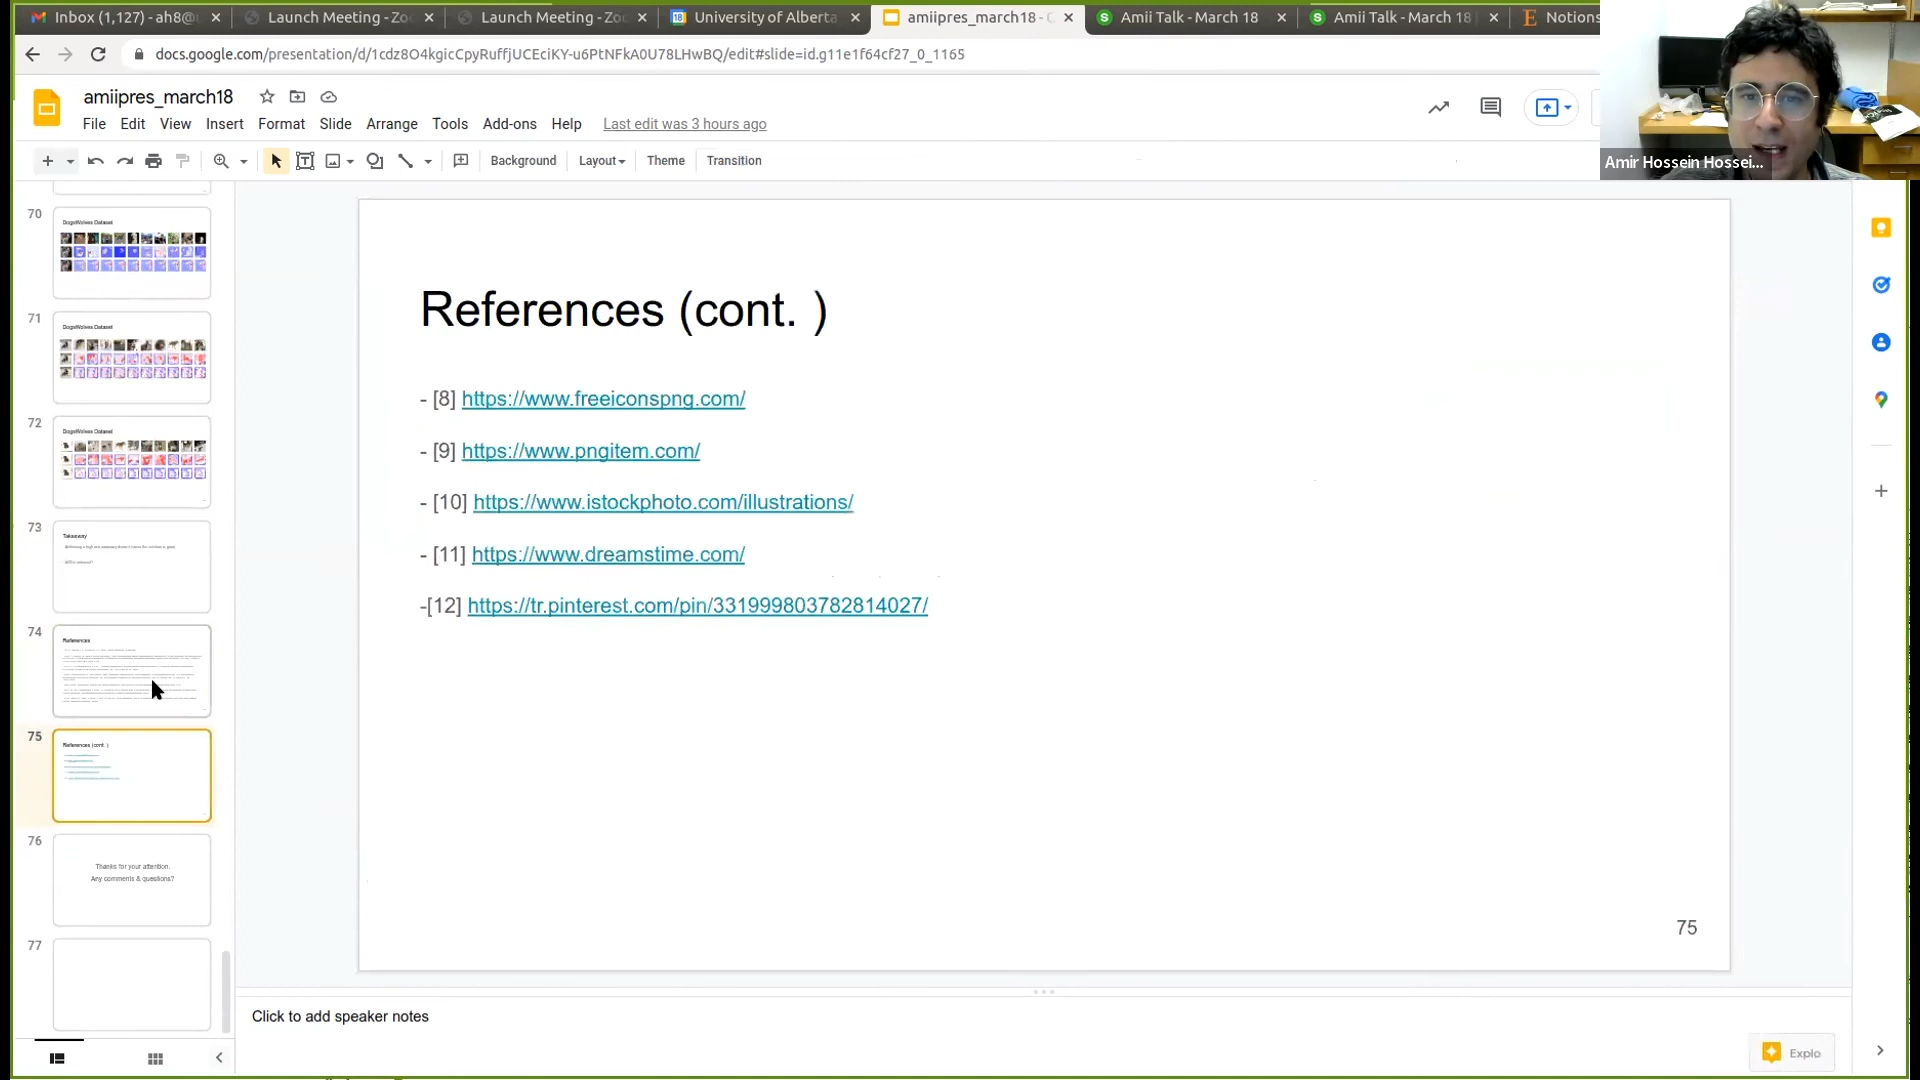 Inbox (1,127) - ah8@
Launch Meeting - Zo
Launch Meeting - Zo
University of Alberta
amiipres_march18 -
Amii Talk - March 18
Amii Talk - March 18
Notions
docs.google.com/presentation/d/1cdz8O4kgicCpyRuffjUCEciKY-u6PtNFkA0U78LHwBQ/edit#slide=id.g11e1f64cf27_0_1165
amiipres_march18
File Edit View Insert Format Slide Arrange Tools Add-ons Help Last edit was 3 hours ago
Background Layout Theme Transition
Amir Hossein Hossei...
70
71
72
73
Takeaway
74
References
75
References (cont. )
76
Thanks for your attention.
Any comments & questions?
77
References (cont. )
- [8] https://www.freeiconspng.com/
- [9] https://www.pngitem.com/
- [10] https://www.istockphoto.com/illustrations/
- [11] https://www.dreamstime.com/
-[12] https://tr.pinterest.com/pin/331999803782814027/
75
Click to add speaker notes
Explo